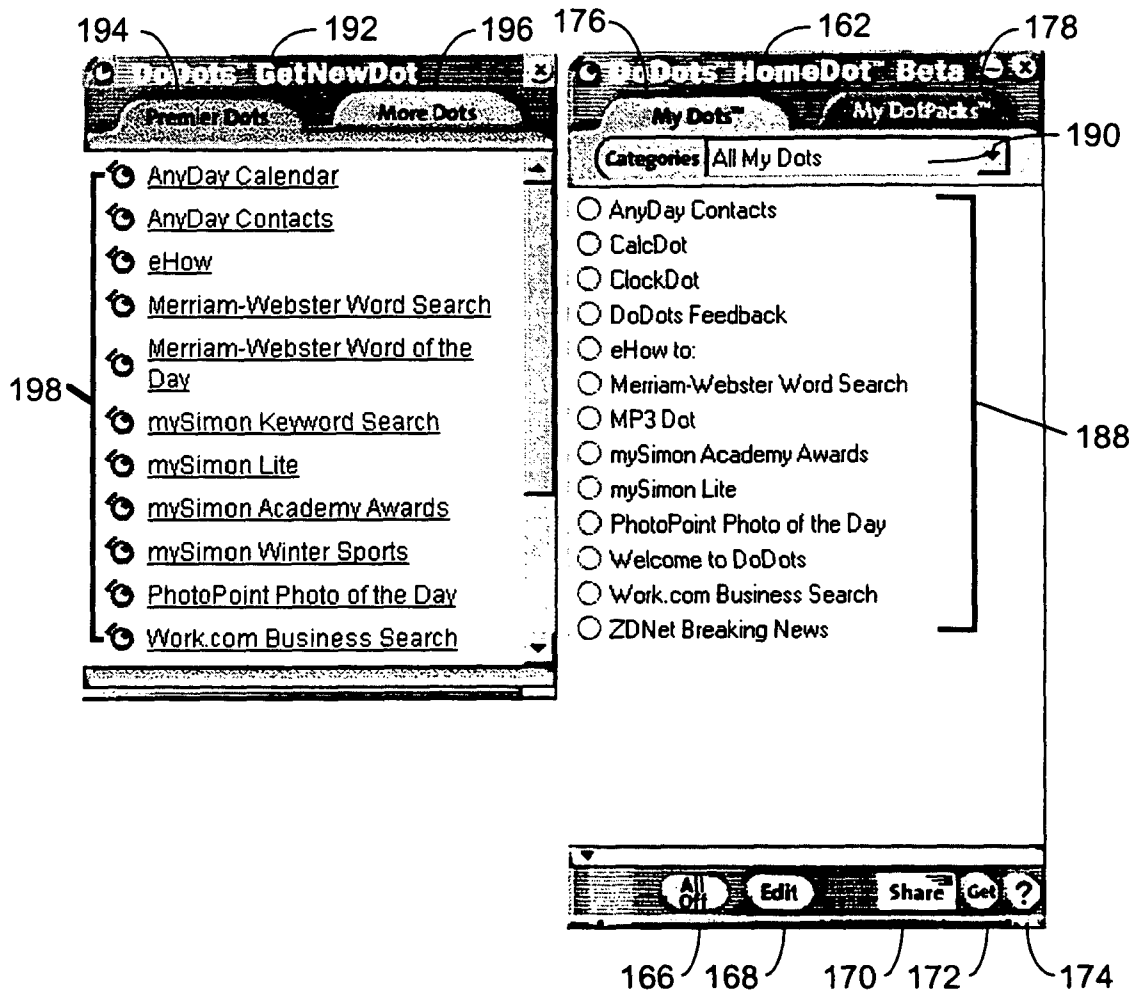 194 192 196
DoDots™ GetNewDot
Premier Dots More Dots
AnyDay Calendar
AnyDay Contacts
eHow
Merriam-Webster Word Search
Merriam-Webster Word of the
Day
mySimon Keyword Search
mySimon Lite
mySimon Academy Awards
mySimon Winter Sports
PhotoPoint Photo of the Day
Work.com Business Search
198
176 162 178
DoDots™ HomeDot™ Beta
My Dots™ My DotPacks™
190
Categories All My Dots
AnyDay Contacts
CalcDot
ClockDot
DoDots Feedback
eHow to:
Merriam-Webster Word Search
MP3 Dot
mySimon Academy Awards
mySimon Lite
PhotoPoint Photo of the Day
Welcome to DoDots
Work.com Business Search
ZDNet Breaking News
188
All
Off
Edit Share Get ?
166 168 170 172 174